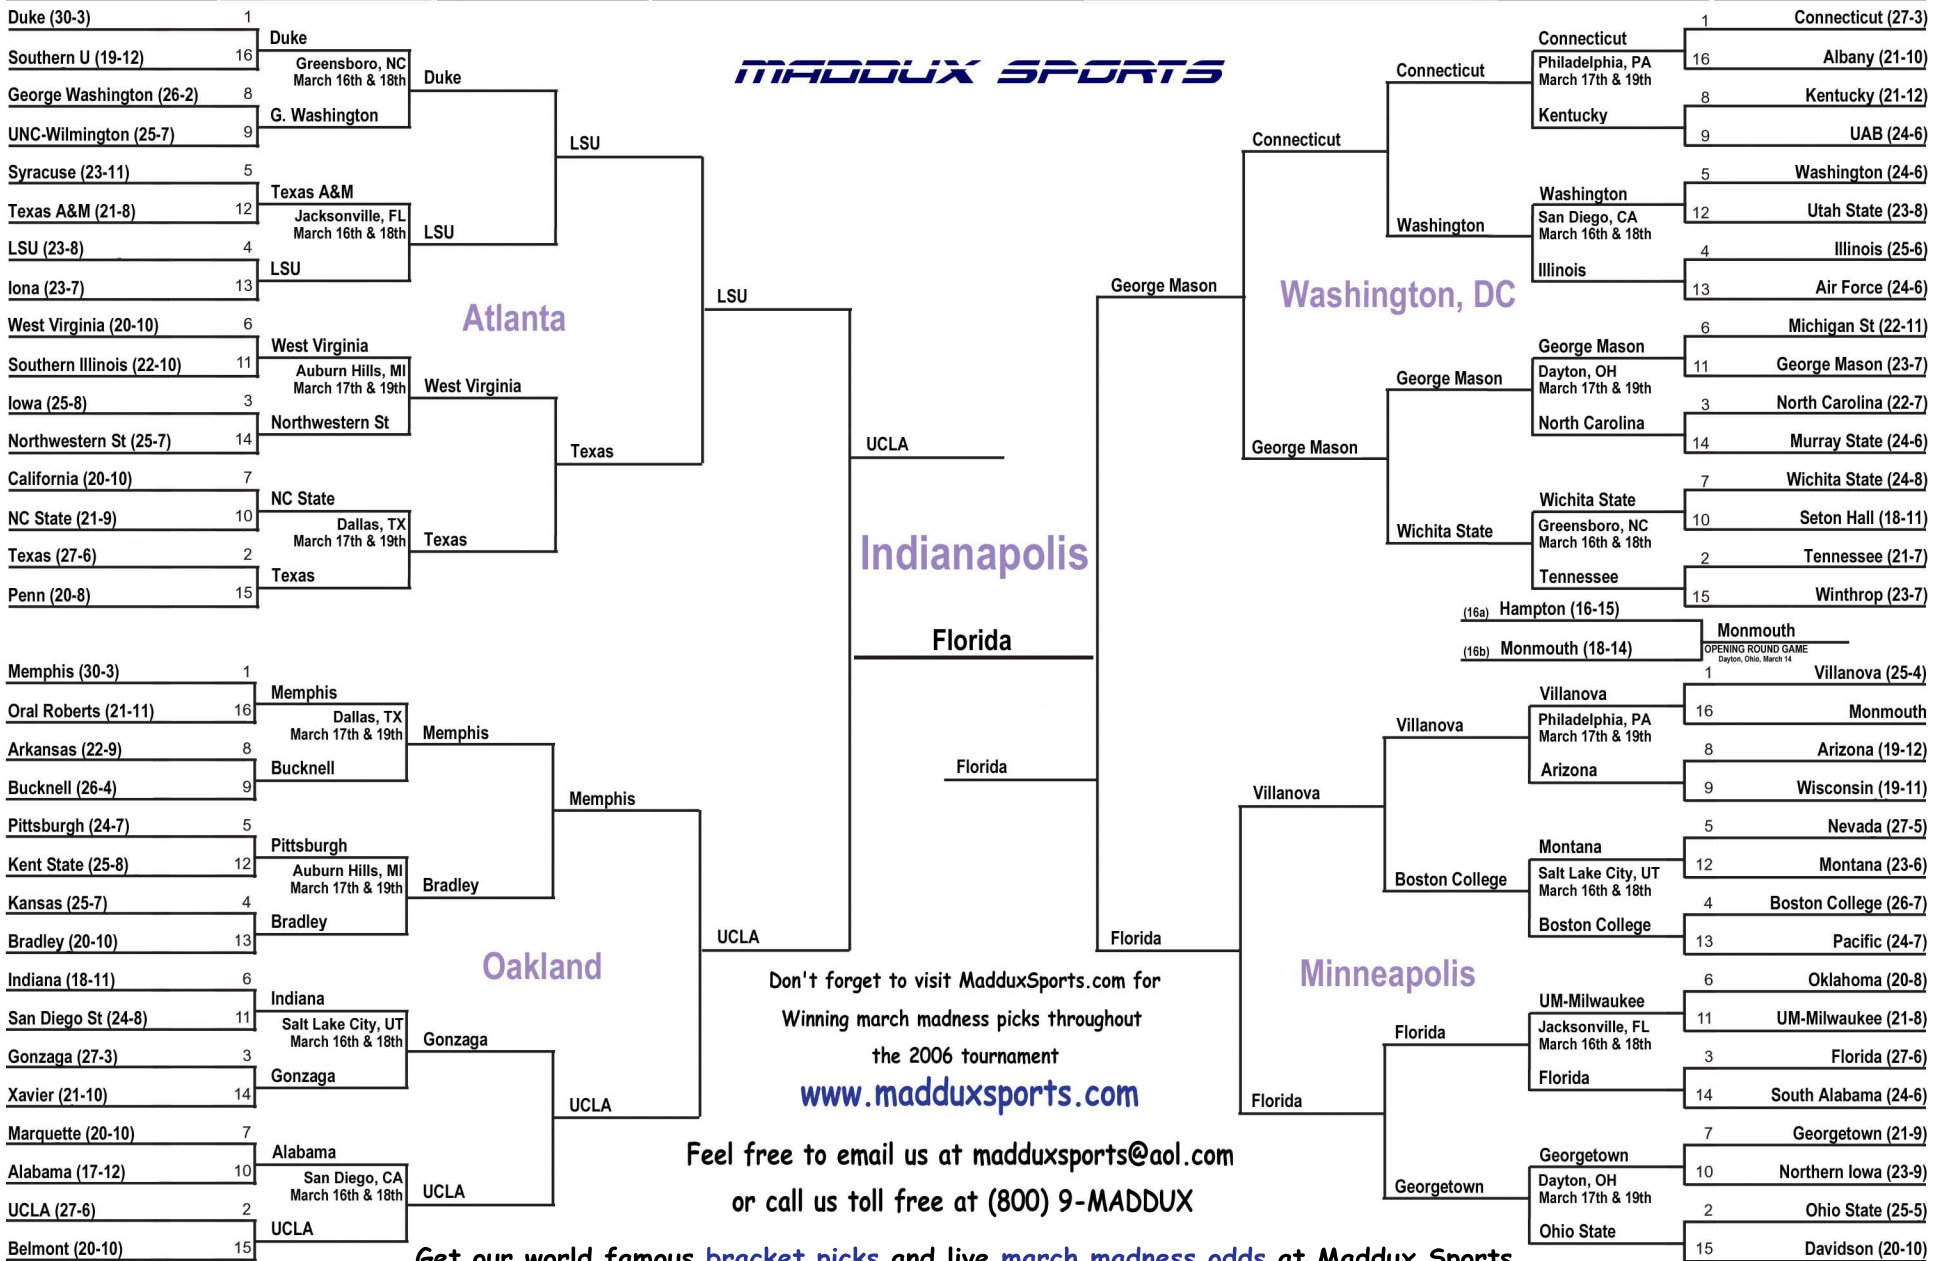 MADDUX SPORTS
Duke (30-3) 1
Southern U (19-12) 16
George Washington (26-2) 8
UNC-Wilmington (25-7) 9
Syracuse (23-11) 5
Texas A&M (21-8) 12
LSU (23-8) 4
Iona (23-7) 13
West Virginia (20-10) 6
Southern Illinois (22-10) 11
Iowa (25-8) 3
Northwestern St (25-7) 14
California (20-10) 7
NC State (21-9) 10
Texas (27-6) 2
Penn (20-8) 15
Duke
Greensboro, NC
March 16th & 18th
G. Washington
Texas A&M
Jacksonville, FL
March 16th & 18th
LSU
West Virginia
Auburn Hills, MI
March 17th & 19th
Northwestern St
NC State
Dallas, TX
March 17th & 19th
Texas
Duke
LSU
West Virginia
Texas
LSU
Texas
LSU
Atlanta
Memphis (30-3) 1
Oral Roberts (21-11) 16
Arkansas (22-9) 8
Bucknell (26-4) 9
Pittsburgh (24-7) 5
Kent State (25-8) 12
Kansas (25-7) 4
Bradley (20-10) 13
Indiana (18-11) 6
San Diego St (24-8) 11
Gonzaga (27-3) 3
Xavier (21-10) 14
Marquette (20-10) 7
Alabama (17-12) 10
UCLA (27-6) 2
Belmont (20-10) 15
Memphis
Dallas, TX
March 17th & 19th
Bucknell
Pittsburgh
Auburn Hills, MI
March 17th & 19th
Bradley
Indiana
Salt Lake City, UT
March 16th & 18th
Gonzaga
Alabama
San Diego, CA
March 16th & 18th
UCLA
Memphis
Bradley
Gonzaga
UCLA
Memphis
UCLA
UCLA
Oakland
UCLA
Indianapolis
Florida
Florida
1 Connecticut (27-3)
16 Albany (21-10)
8 Kentucky (21-12)
9 UAB (24-6)
5 Washington (24-6)
12 Utah State (23-8)
4 Illinois (25-6)
13 Air Force (24-6)
6 Michigan St (22-11)
11 George Mason (23-7)
3 North Carolina (22-7)
14 Murray State (24-6)
7 Wichita State (24-8)
10 Seton Hall (18-11)
2 Tennessee (21-7)
15 Winthrop (23-7)
Connecticut
Philadelphia, PA
March 17th & 19th
Kentucky
Washington
San Diego, CA
March 16th & 18th
Illinois
George Mason
Dayton, OH
March 17th & 19th
North Carolina
Wichita State
Greensboro, NC
March 16th & 18th
Tennessee
Connecticut
Washington
George Mason
Wichita State
Connecticut
George Mason
George Mason
Washington, DC
(16a) Hampton (16-15)
(16b) Monmouth (18-14)
Monmouth
OPENING ROUND GAME
Dayton, Ohio, March 14
1 Villanova (25-4)
16 Monmouth
8 Arizona (19-12)
9 Wisconsin (19-11)
5 Nevada (27-5)
12 Montana (23-6)
4 Boston College (26-7)
13 Pacific (24-7)
6 Oklahoma (20-8)
11 UM-Milwaukee (21-8)
3 Florida (27-6)
14 South Alabama (24-6)
7 Georgetown (21-9)
10 Northern Iowa (23-9)
2 Ohio State (25-5)
15 Davidson (20-10)
Villanova
Philadelphia, PA
March 17th & 19th
Arizona
Montana
Salt Lake City, UT
March 16th & 18th
Boston College
UM-Milwaukee
Jacksonville, FL
March 16th & 18th
Florida
Georgetown
Dayton, OH
March 17th & 19th
Ohio State
Villanova
Boston College
Florida
Georgetown
Villanova
Florida
Florida
Minneapolis
Don't forget to visit MadduxSports.com for
Winning march madness picks throughout
the 2006 tournament
www.madduxsports.com
Feel free to email us at madduxsports@aol.com
or call us toll free at (800) 9-MADDUX
Get our world famous bracket picks and live march madness odds at Maddux Sports